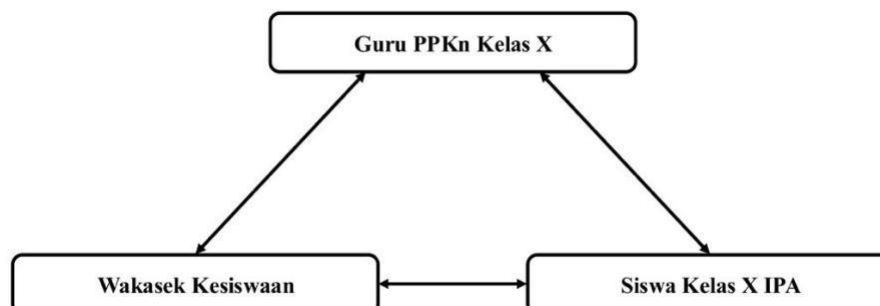 Guru PPKn Kelas X
Wakasek Kesiswaan
Siswa Kelas X IPA